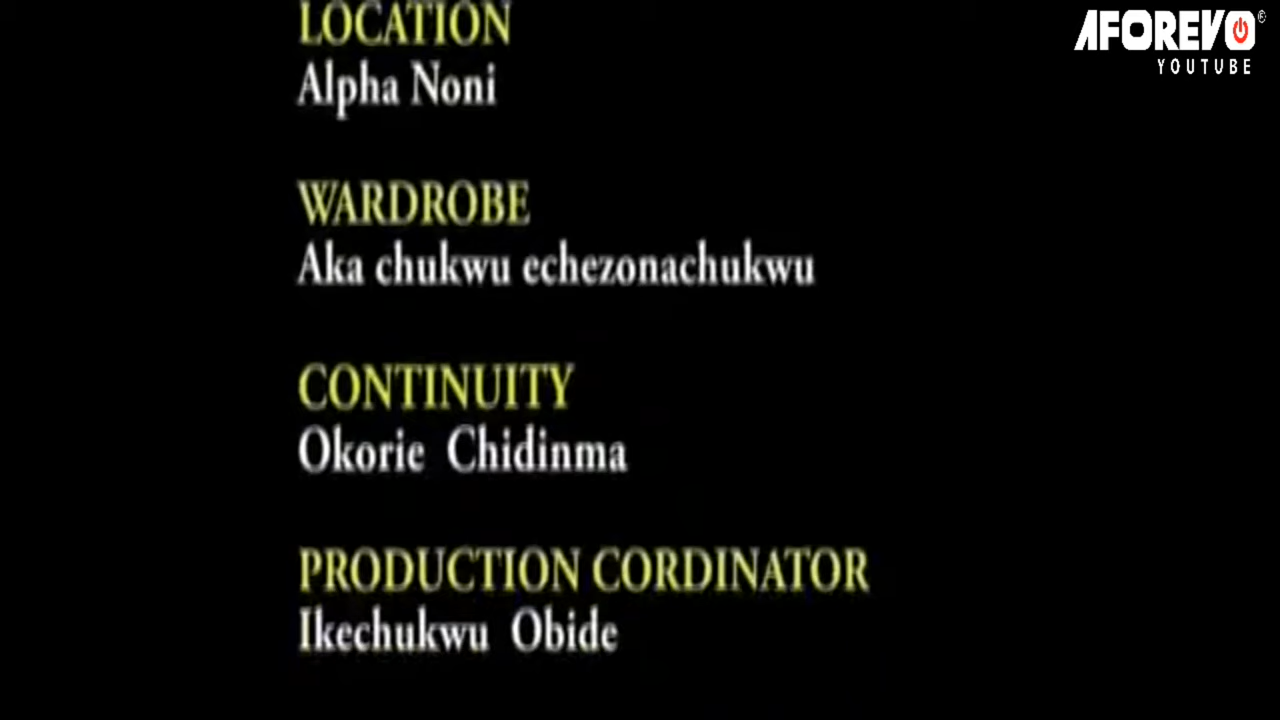 LOCATION
Alpha Noni
AFOREVO
YOUTUBE
WARDROBE
Aka chukwu echezonachukwu
CONTINUITY
Okorie Chidinma
PRODUCTION CORDINATOR
Ikechukwu Obide